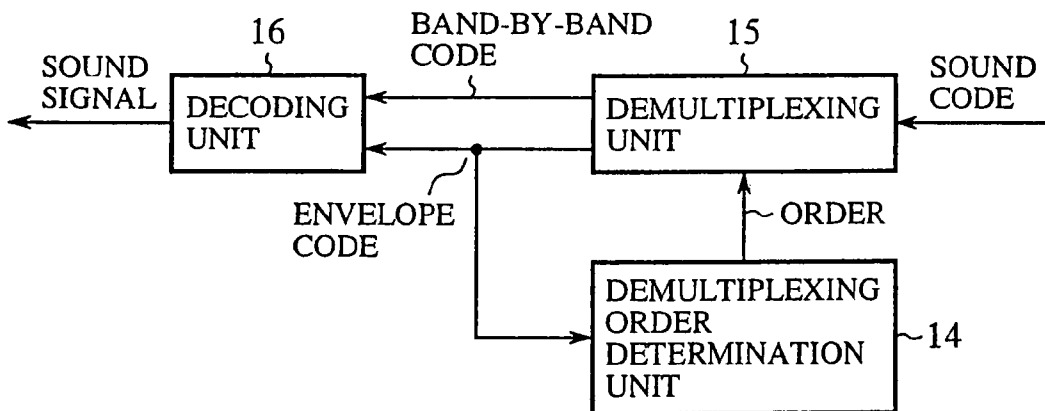 16
BAND-BY-BAND
CODE
15
SOUND
SIGNAL
DECODING
UNIT
DEMULTIPLEXING
UNIT
SOUND
CODE
ENVELOPE
CODE
ORDER
DEMULTIPLEXING
ORDER
DETERMINATION
UNIT
14